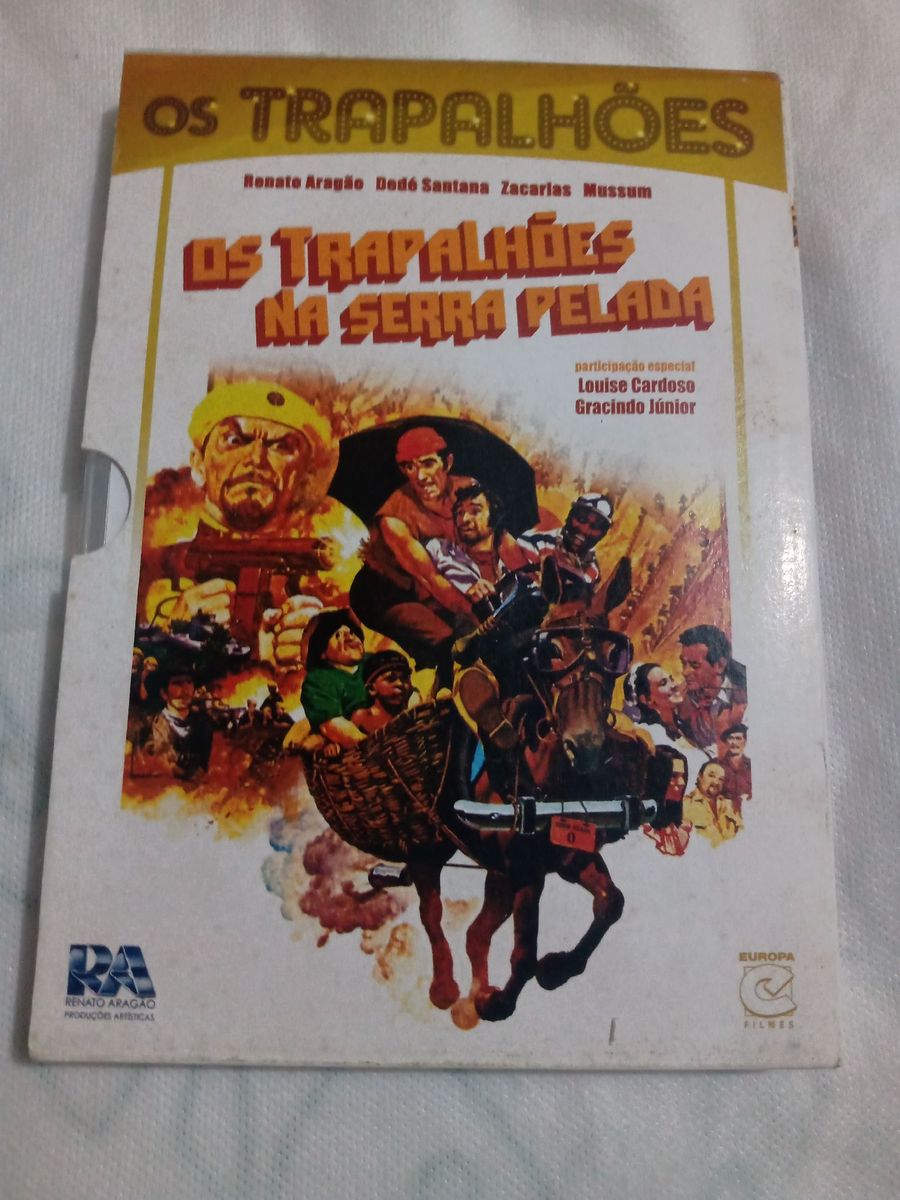 OS TRAPALHÕES
Renato Aragão Dedé Santana Zacarias Mussum
OS TRAPALHÕES
NA SERRA PELADA
participação especial
Louise Cardoso
Gracindo Júnior
0
RA
RENATO ARAGÃO
PRODUÇÕES ARTÍSTICAS
EUROPA
FILMES